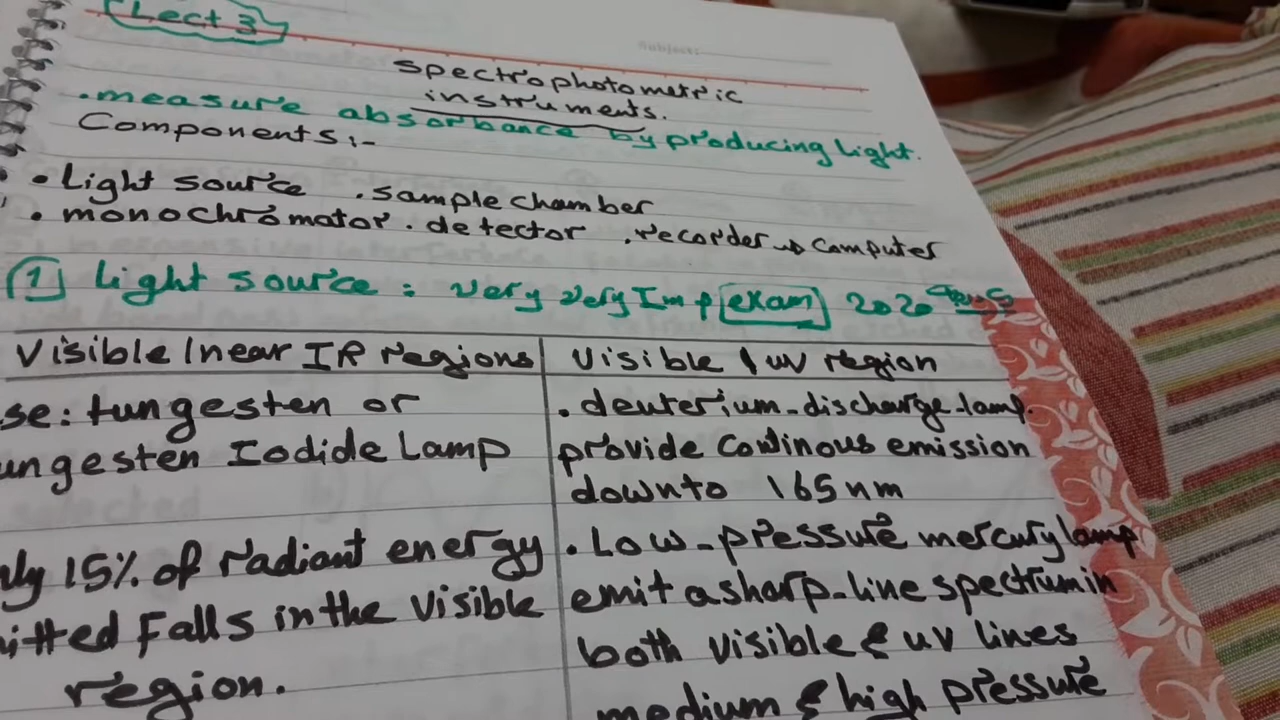 Lect 3
Subject:
spectrophotometric
instruments.
.measure absorbance by producing light.
Components:-
• Light source . sample chamber
• monochromator . detector . recorder → computer
1 light source : very very Imp exam 2020
Visible / near IR regions
se: tungesten or
ungesten Iodide Lamp
ly 15% of radiant energy
itted Falls in the visible
region.
visible / uv region
. deuterium-discharge-lamp.
provide Continous emission
downto 165nm
. Low-pressure mercury lamp
emit a sharp-line spectrum in
both visible & uv lines
medium & high pressure